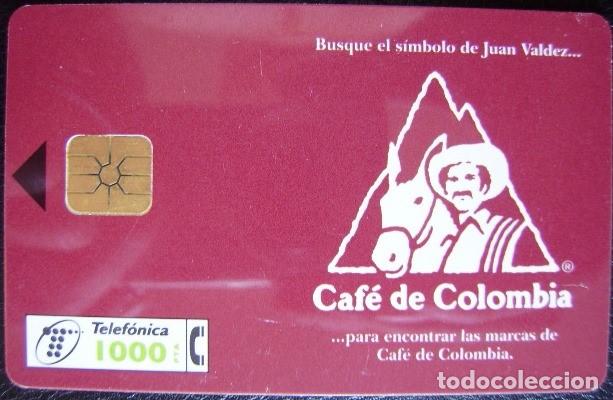 Busque el símbolo de Juan Valdez...
®
Café de Colombia
...para encontrar las marcas de
Café de Colombia.
Telefónica
1000 PTA
todocoleccion.net